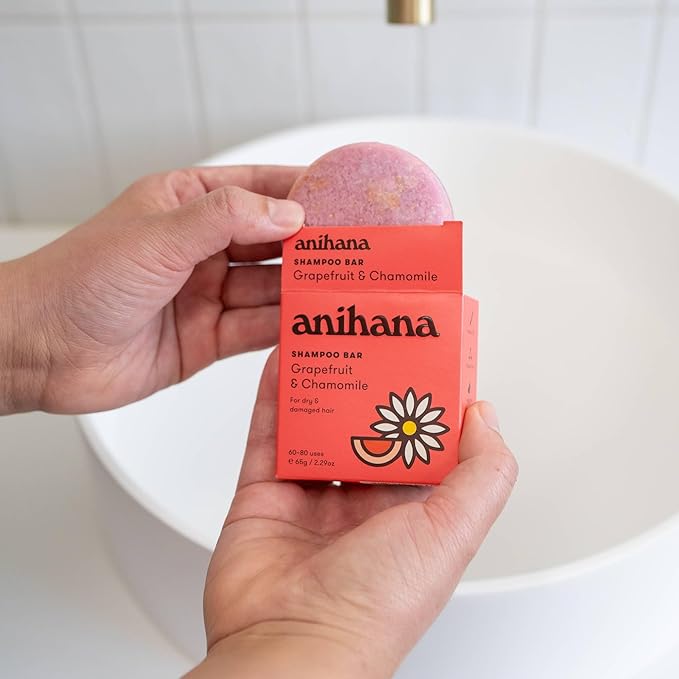 anihana
SHAMPOO BAR
Grapefruit & Chamomile
anihana
SHAMPOO BAR
Grapefruit
& Chamomile
For dry &
damaged hair
60-80 uses
℮ 65g / 2.29oz